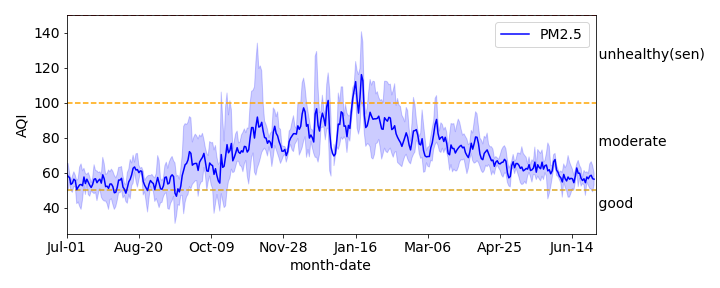 140
PM2.5
unhealthy(sen)
120
100
AQI
80
moderate
60
good
40
Jul-01 Aug-20 Oct-09 Nov-28 Jan-16 Mar-06 Apr-25 Jun-14
month-date